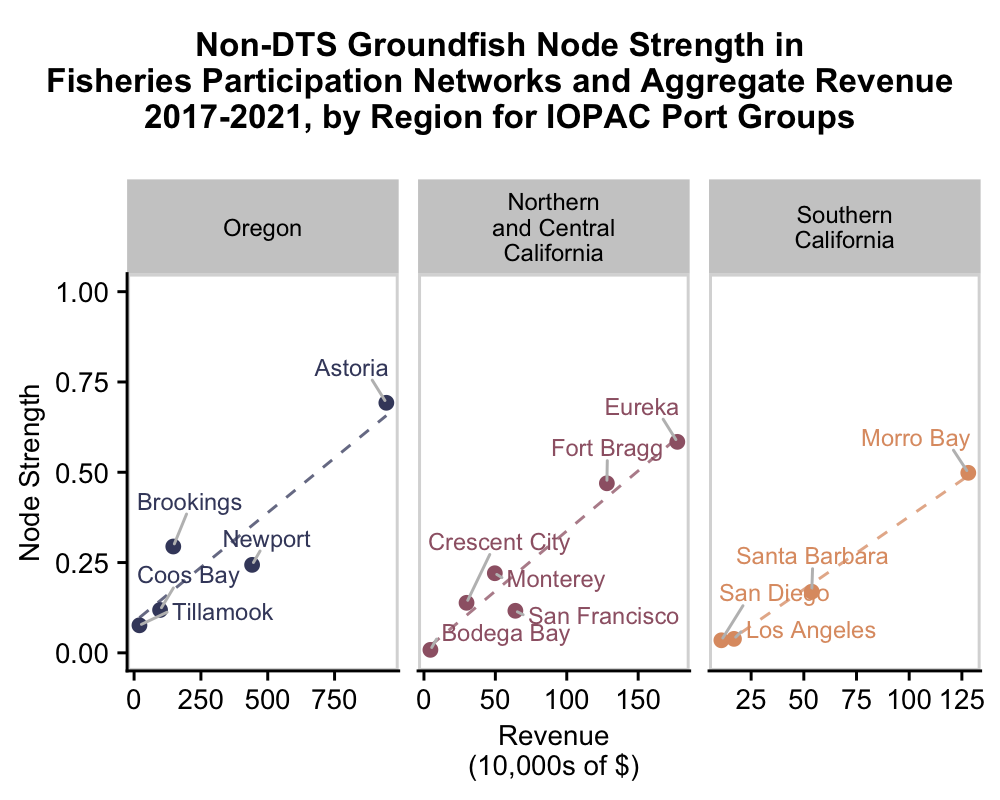 Non-DTS Groundfish Node Strength in
Fisheries Participation Networks and Aggregate Revenue
2017-2021, by Region for IOPAC Port Groups
Oregon
Northern
and Central
California
Southern
California
Node Strength
1.00
0.75
0.50
0.25
0.00
Astoria
Brookings
Newport
Coos Bay
Tillamook
Eureka
Fort Bragg
Crescent City
Monterey
San Francisco
Bodega Bay
Morro Bay
Santa Barbara
San Diego
Los Angeles
0 250 500 750
0 50 100 150
25 50 75 100 125
Revenue
(10,000s of $)